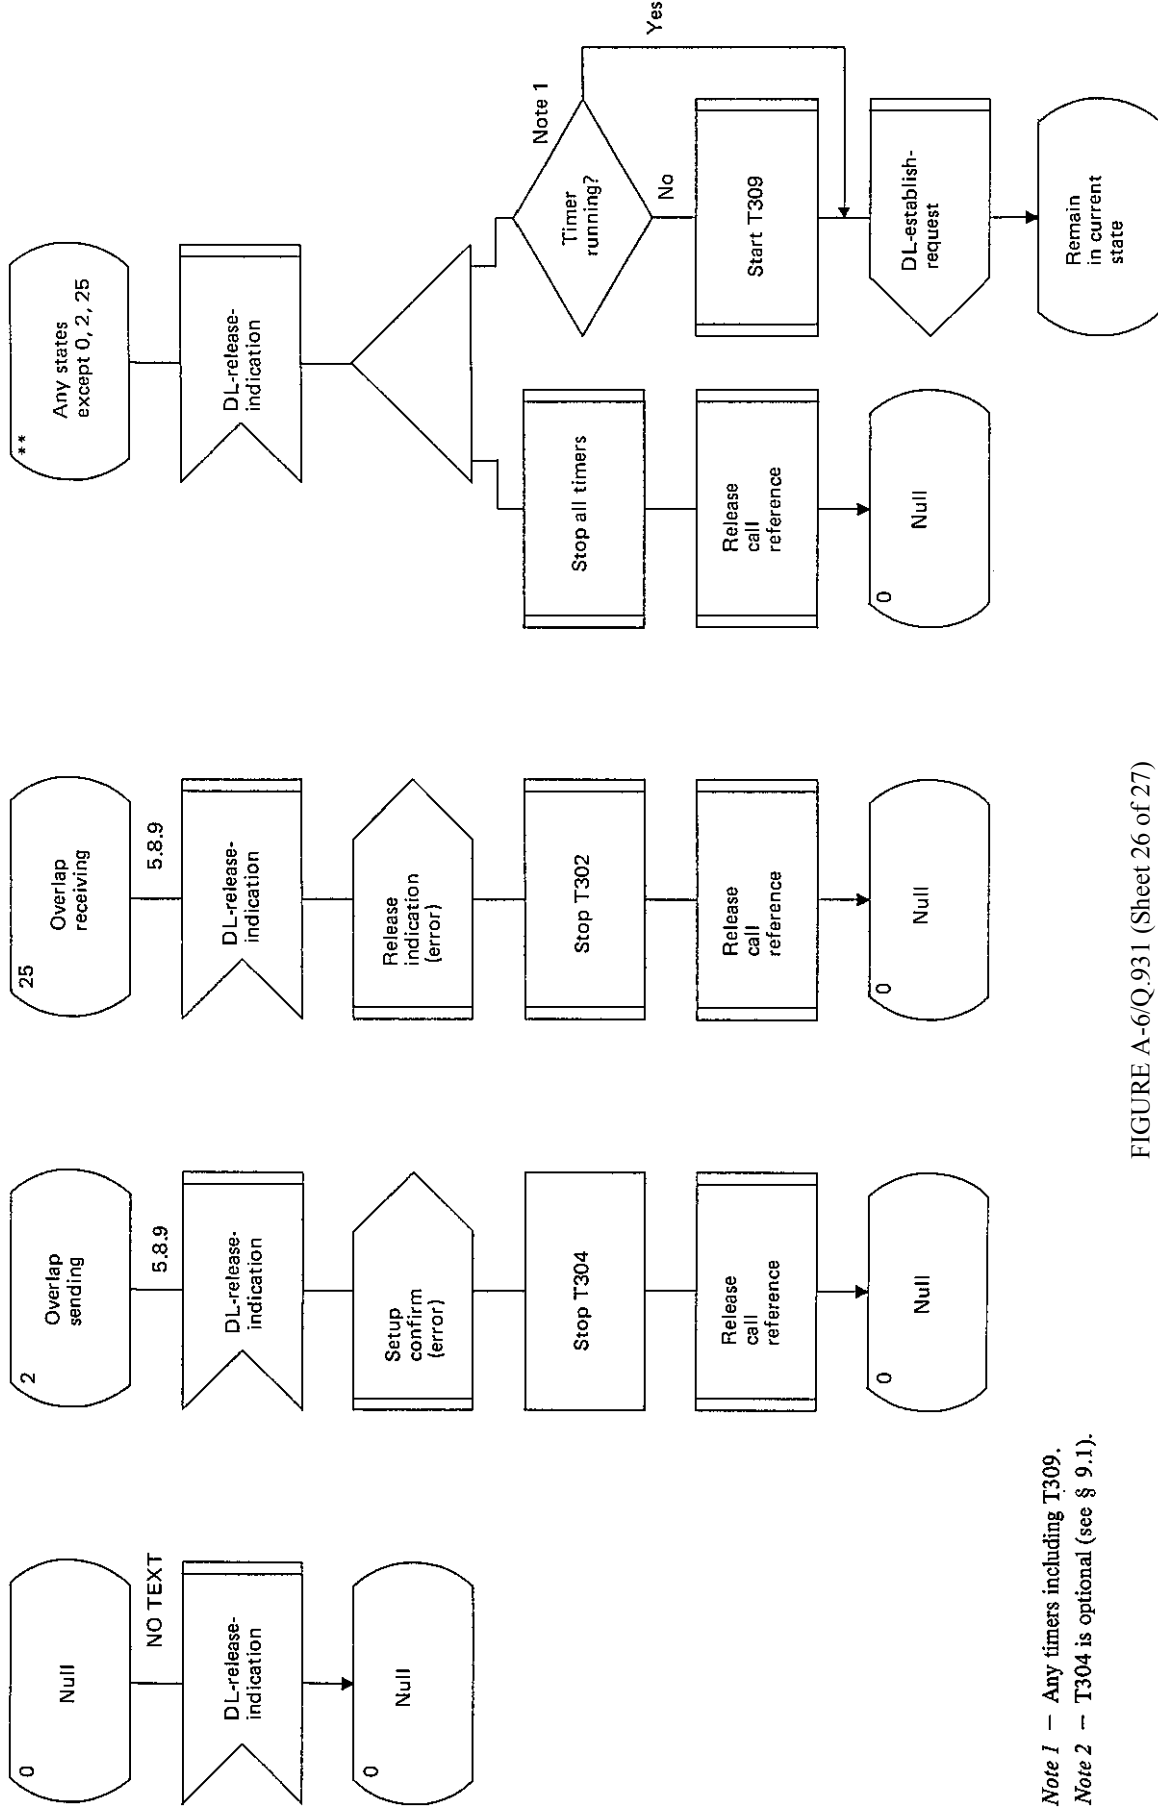 0
Null
NO TEXT
DL-release-
indication
0
Null
2
Overlap
sending
5.8.9
DL-release-
indication
Setup
confirm
(error)
Stop T304
Release
call
reference
0
Null
25
Overlap
receiving
5.8.9
DL-release-
indication
Release
indication
(error)
Stop T302
Release
call
reference
0
Null
**
Any states
except 0, 2, 25
DL-release-
indication
Stop all timers
Release
call
reference
0
Null
Timer
running?
Note 1
Yes
No
Start T309
DL-establish-
request
Remain
in current
state
Note 1 — Any timers including T309.
Note 2 — T304 is optional (see § 9.1).
FIGURE A-6/Q.931 (Sheet 26 of 27)